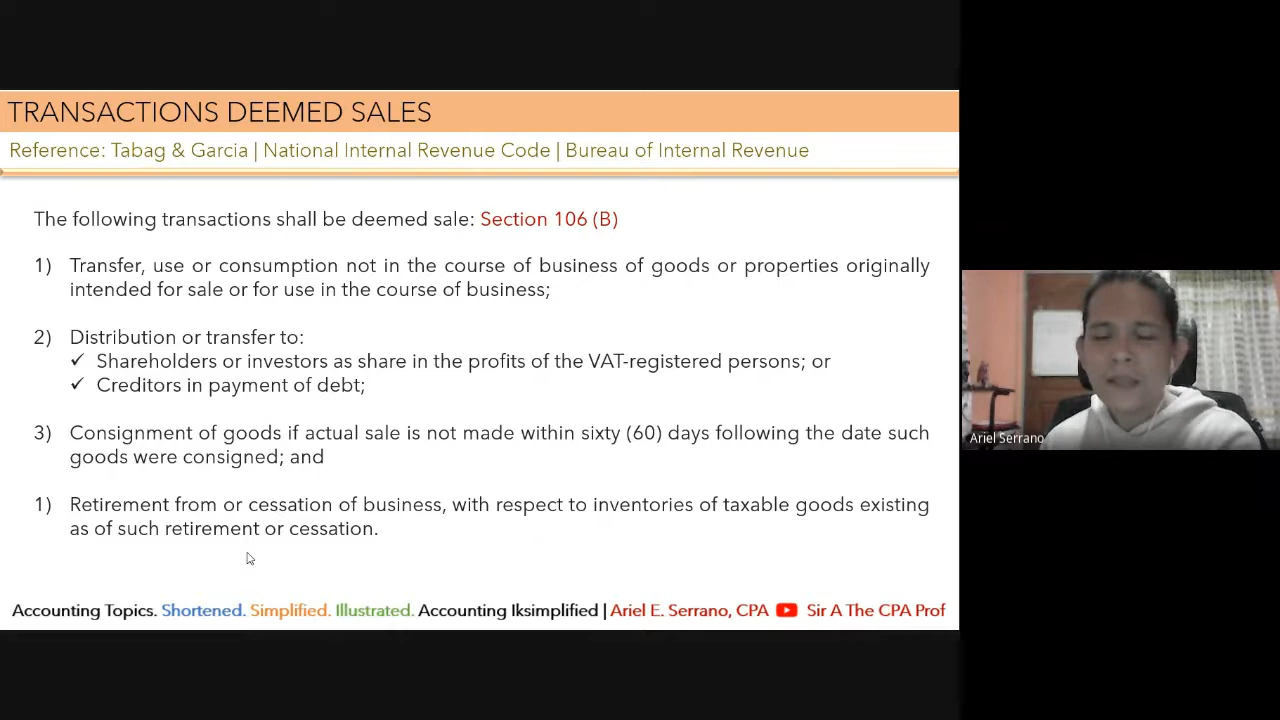 TRANSACTIONS DEEMED SALES
Reference: Tabag & Garcia | National Internal Revenue Code | Bureau of Internal Revenue
The following transactions shall be deemed sale: Section 106 (B)
1) Transfer, use or consumption not in the course of business of goods or properties originally
intended for sale or for use in the course of business;
2) Distribution or transfer to:
✓ Shareholders or investors as share in the profits of the VAT-registered persons; or
✓ Creditors in payment of debt;
3) Consignment of goods if actual sale is not made within sixty (60) days following the date such
goods were consigned; and
1) Retirement from or cessation of business, with respect to inventories of taxable goods existing
as of such retirement or cessation.
Accounting Topics. Shortened. Simplified. Illustrated. Accounting Iksimplified | Ariel E. Serrano, CPA Sir A The CPA Prof
Ariel Serrano